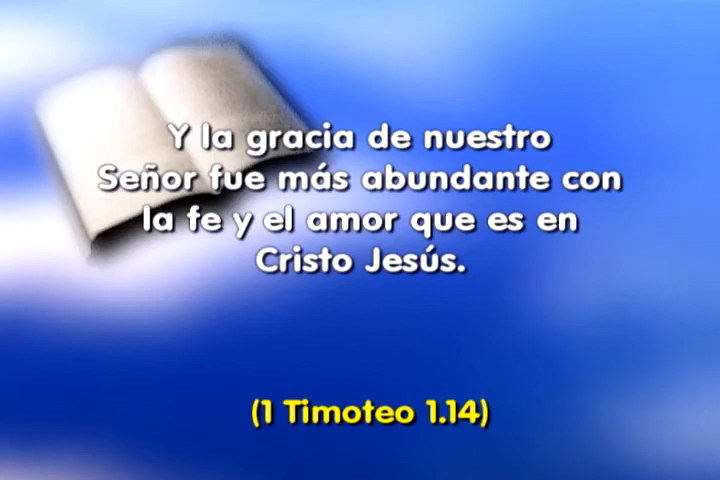 Y la gracia de nuestro
Señor fue más abundante con
la fe y el amor que es en
Cristo Jesús.
(1 Timoteo 1.14)